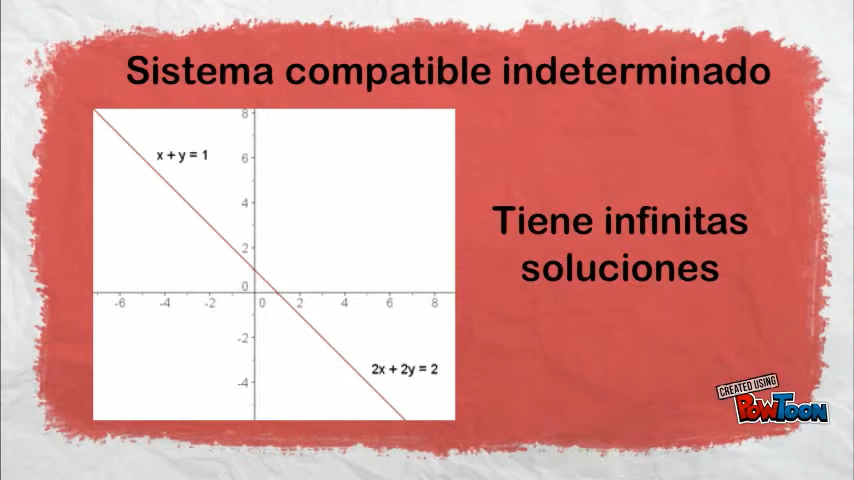 Sistema compatible indeterminado
x + y = 1
8
6
4
2
0
-6 -4 -2 0 2 4 6 8
-2
-4
2x + 2y = 2
Tiene infinitas
soluciones
CREATED USING
POWTOON